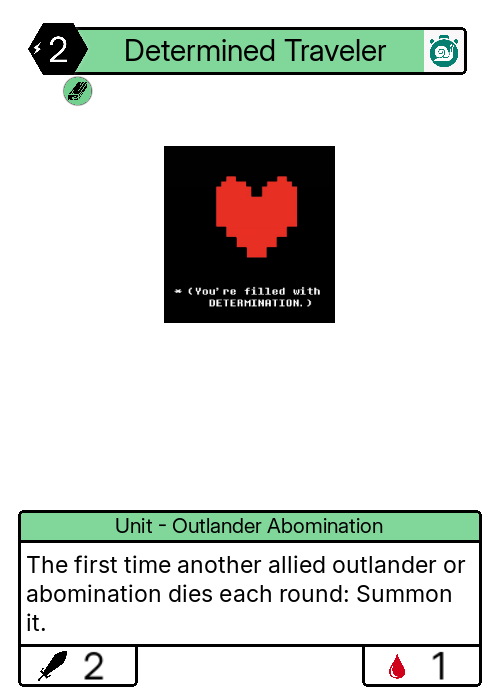 2 Determined Traveler
* (You're filled with
DETERMINATION.)
Unit - Outlander Abomination
The first time another allied outlander or
abomination dies each round: Summon
it.
2 1